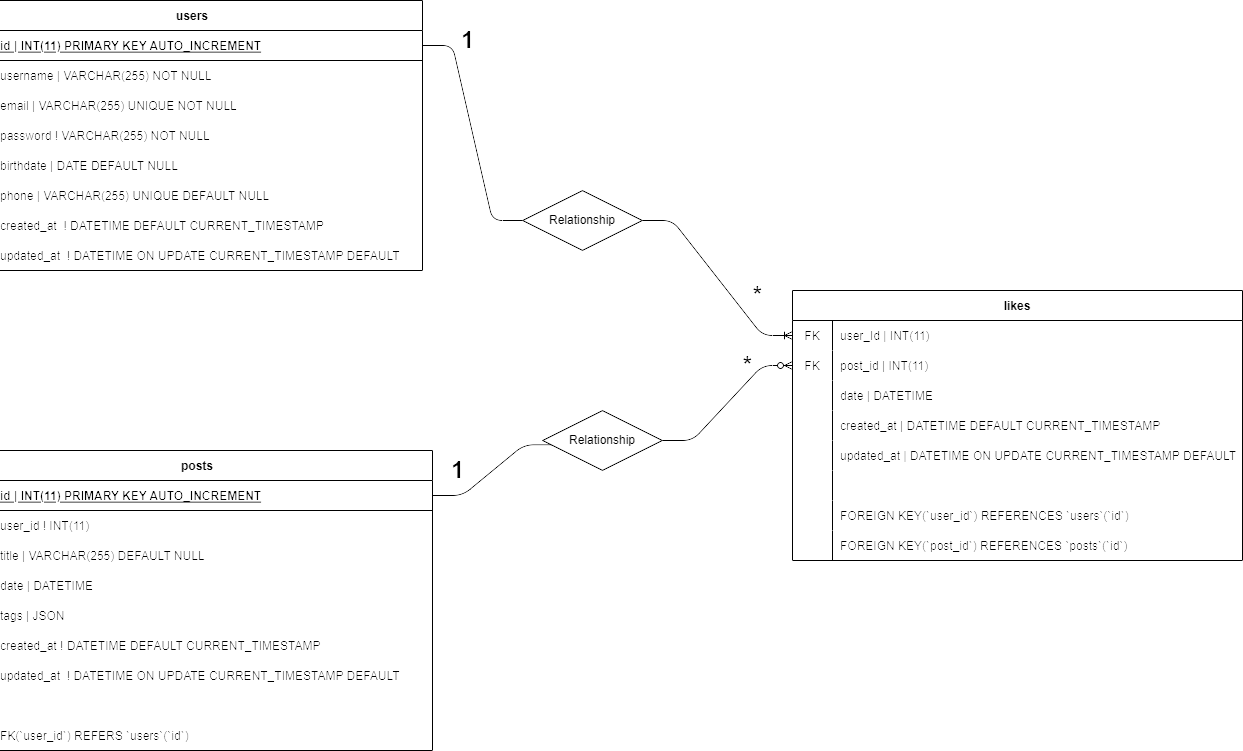 users
id | INT(11) PRIMARY KEY AUTO_INCREMENT
username | VARCHAR(255) NOT NULL
email | VARCHAR(255) UNIQUE NOT NULL
password ! VARCHAR(255) NOT NULL
birthdate | DATE DEFAULT NULL
phone | VARCHAR(255) UNIQUE DEFAULT NULL
created_at ! DATETIME DEFAULT CURRENT_TIMESTAMP
updated_at ! DATETIME ON UPDATE CURRENT_TIMESTAMP DEFAULT
1
Relationship
*
likes
FK user_Id | INT(11)
*
FK post_id | INT(11)
date | DATETIME
created_at | DATETIME DEFAULT CURRENT_TIMESTAMP
updated_at | DATETIME ON UPDATE CURRENT_TIMESTAMP DEFAULT
FOREIGN KEY(`user_id`) REFERENCES `users`(`id`)
FOREIGN KEY(`post_id`) REFERENCES `posts`(`id`)
Relationship
1
posts
id | INT(11) PRIMARY KEY AUTO_INCREMENT
user_id ! INT(11)
title | VARCHAR(255) DEFAULT NULL
date | DATETIME
tags | JSON
created_at ! DATETIME DEFAULT CURRENT_TIMESTAMP
updated_at ! DATETIME ON UPDATE CURRENT_TIMESTAMP DEFAULT
FK(`user_id`) REFERS `users`(`id`)